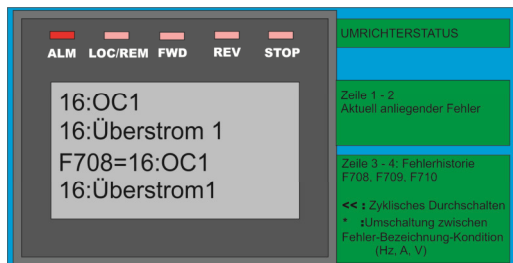 ALM LOC/REM FWD REV STOP
16:OC1
16:Überstrom 1
F708=16:OC1
16:Überstrom1
UMRICHTERSTATUS
Zeile 1 - 2
Aktuell anliegender Fehler
Zeile 3 - 4: Fehlerhistorie
F708, F709, F710
<< : Zyklisches Durchschalten
* :Umschaltung zwischen
Fehler-Bezeichnung-Kondition
(Hz, A, V)